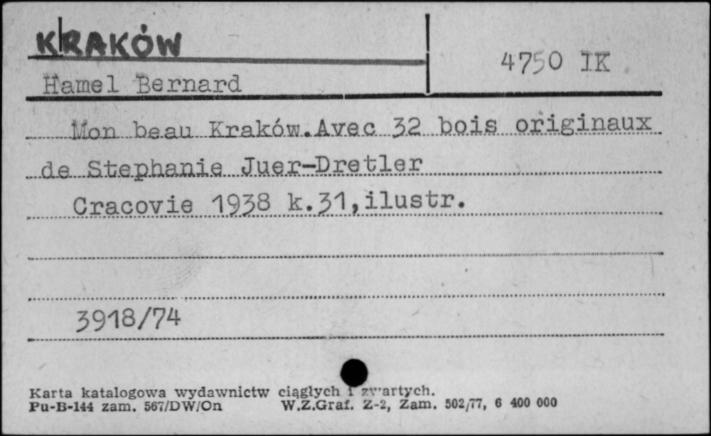 KRAKÓW
4750 IK
Hamel Bernard
Mon beau Kraków.Avec 32 bois originaux
de Stephanie Juer-Dretler
Cracovie 1938 k.31,ilustr.
3918/74
Karta katalogowa wydawnictw ciągłych i zwartych.
Pu-B-144 zam. 567/DW/On W.Z.Graf. Z-2, Zam. 502/77, 6 400 000